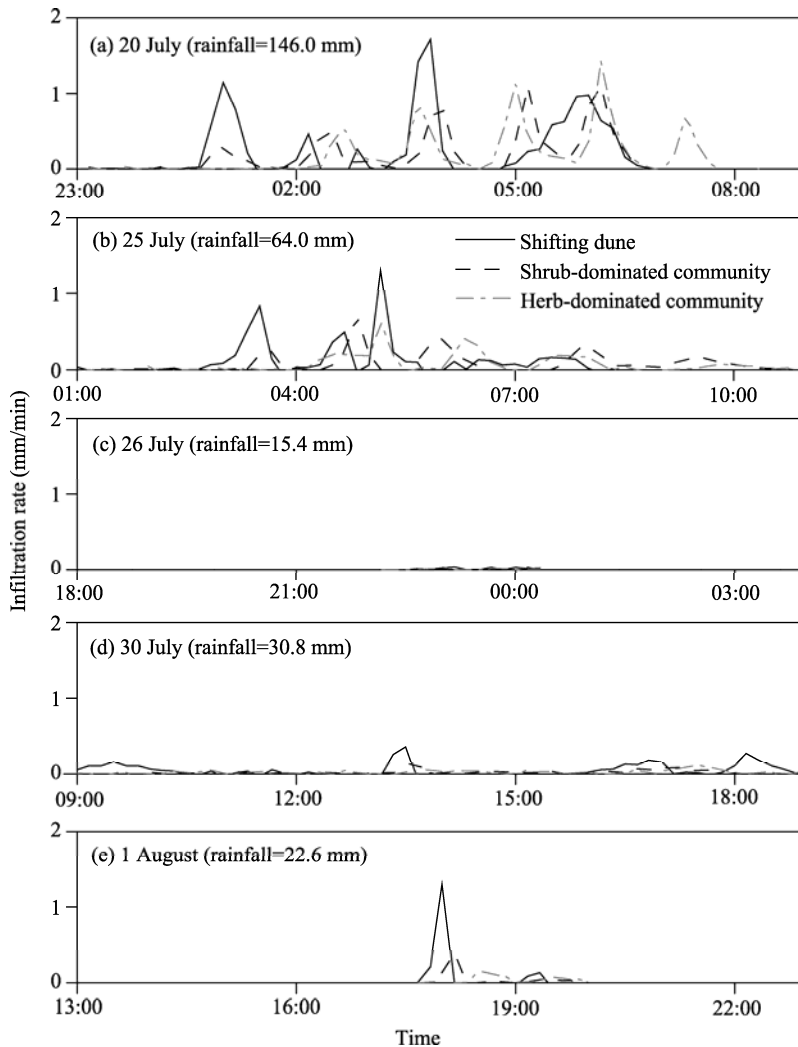 Infiltration rate (mm/min)
(a) 20 July (rainfall=146.0 mm)
2
1
0
23:00 02:00 05:00 08:00
(b) 25 July (rainfall=64.0 mm)
Shifting dune
Shrub-dominated community
Herb-dominated community
2
1
0
01:00 04:00 07:00 10:00
(c) 26 July (rainfall=15.4 mm)
2
1
0
18:00 21:00 00:00 03:00
(d) 30 July (rainfall=30.8 mm)
2
1
0
09:00 12:00 15:00 18:00
(e) 1 August (rainfall=22.6 mm)
2
1
0
13:00 16:00 19:00 22:00
Time